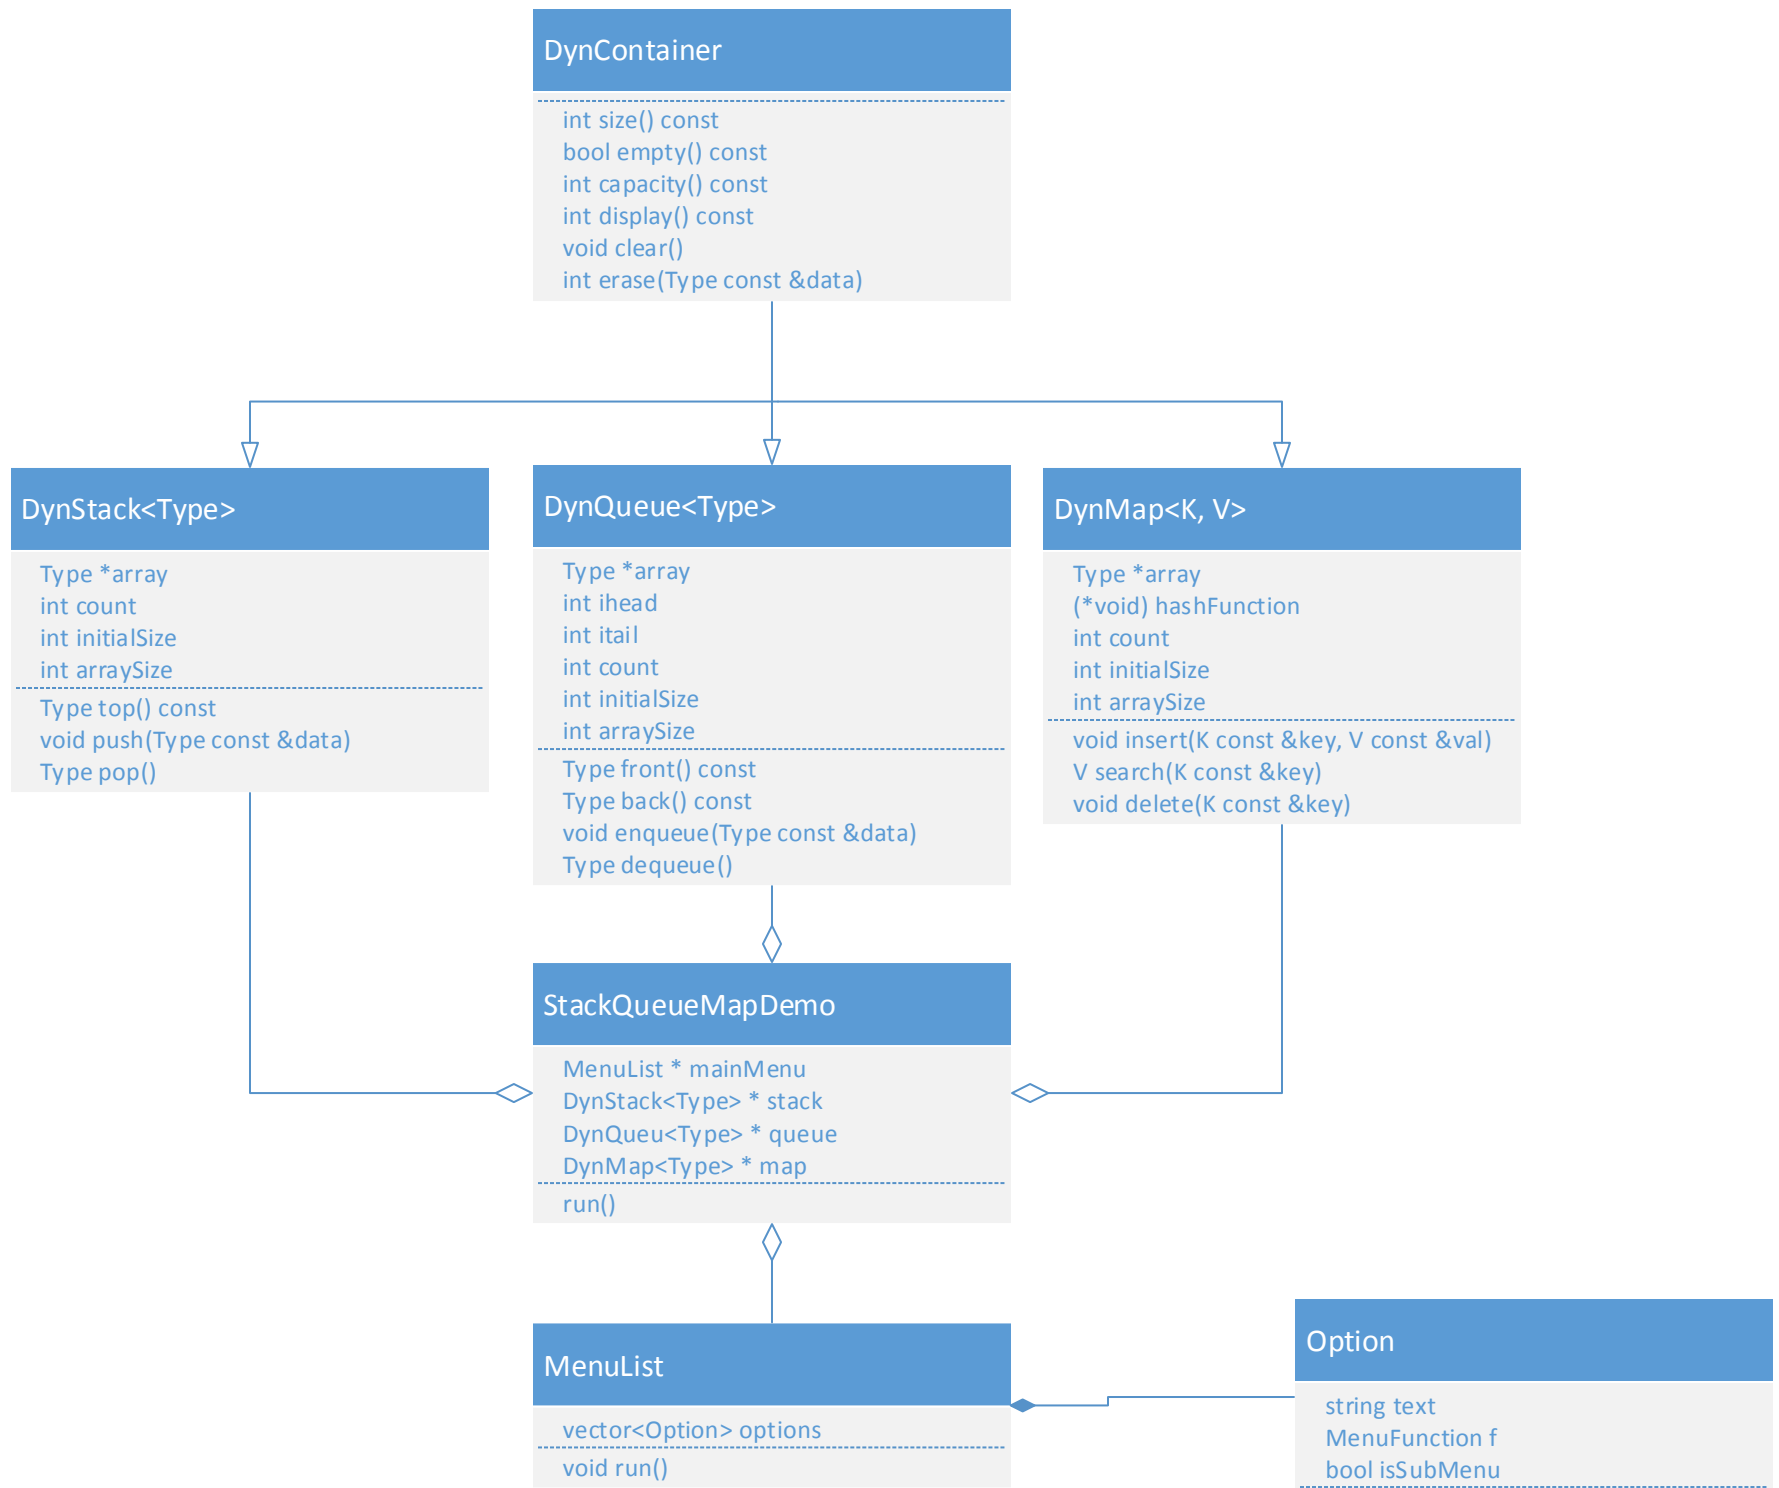 DynContainer
int size() const
bool empty() const
int capacity() const
int display() const
void clear()
int erase(Type const &data)
DynStack<Type>
Type *array
int count
int initialSize
int arraySize
Type top() const
void push(Type const &data)
Type pop()
DynQueue<Type>
Type *array
int ihead
int itail
int count
int initialSize
int arraySize
Type front() const
Type back() const
void enqueue(Type const &data)
Type dequeue()
DynMap<K, V>
Type *array
(*void) hashFunction
int count
int initialSize
int arraySize
void insert(K const &key, V const &val)
V search(K const &key)
void delete(K const &key)
StackQueueMapDemo
MenuList * mainMenu
DynStack<Type> * stack
DynQueu<Type> * queue
DynMap<Type> * map
run()
MenuList
vector<Option> options
void run()
Option
string text
MenuFunction f
bool isSubMenu